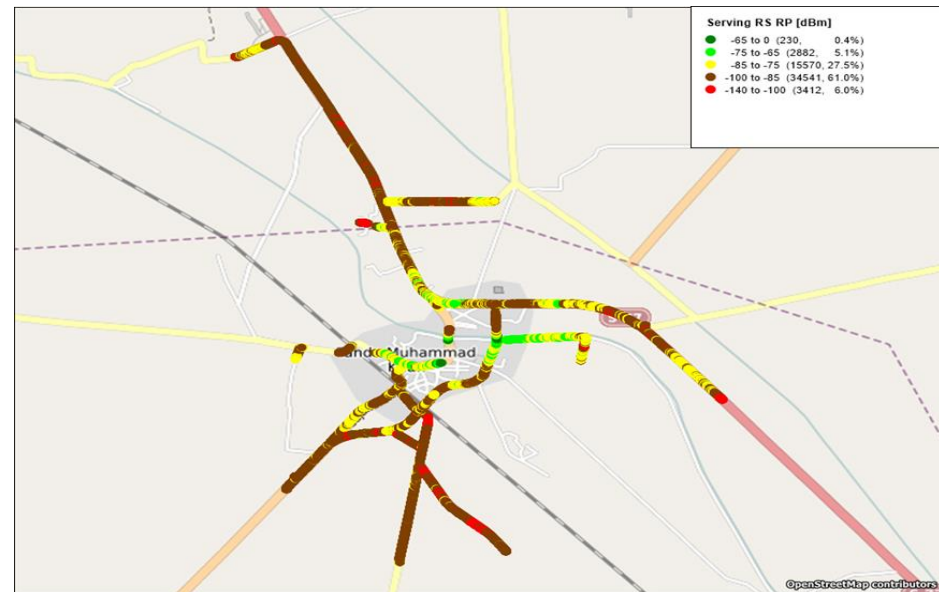 Serving RS RP [dBm]
-65 to 0 (230, 0.4%)
-75 to -65 (2882, 5.1%)
-85 to -75 (15570, 27.5%)
-100 to -85 (34541, 61.0%)
-140 to -100 (3412, 6.0%)
Muhammad
OpenStreetMap contributors